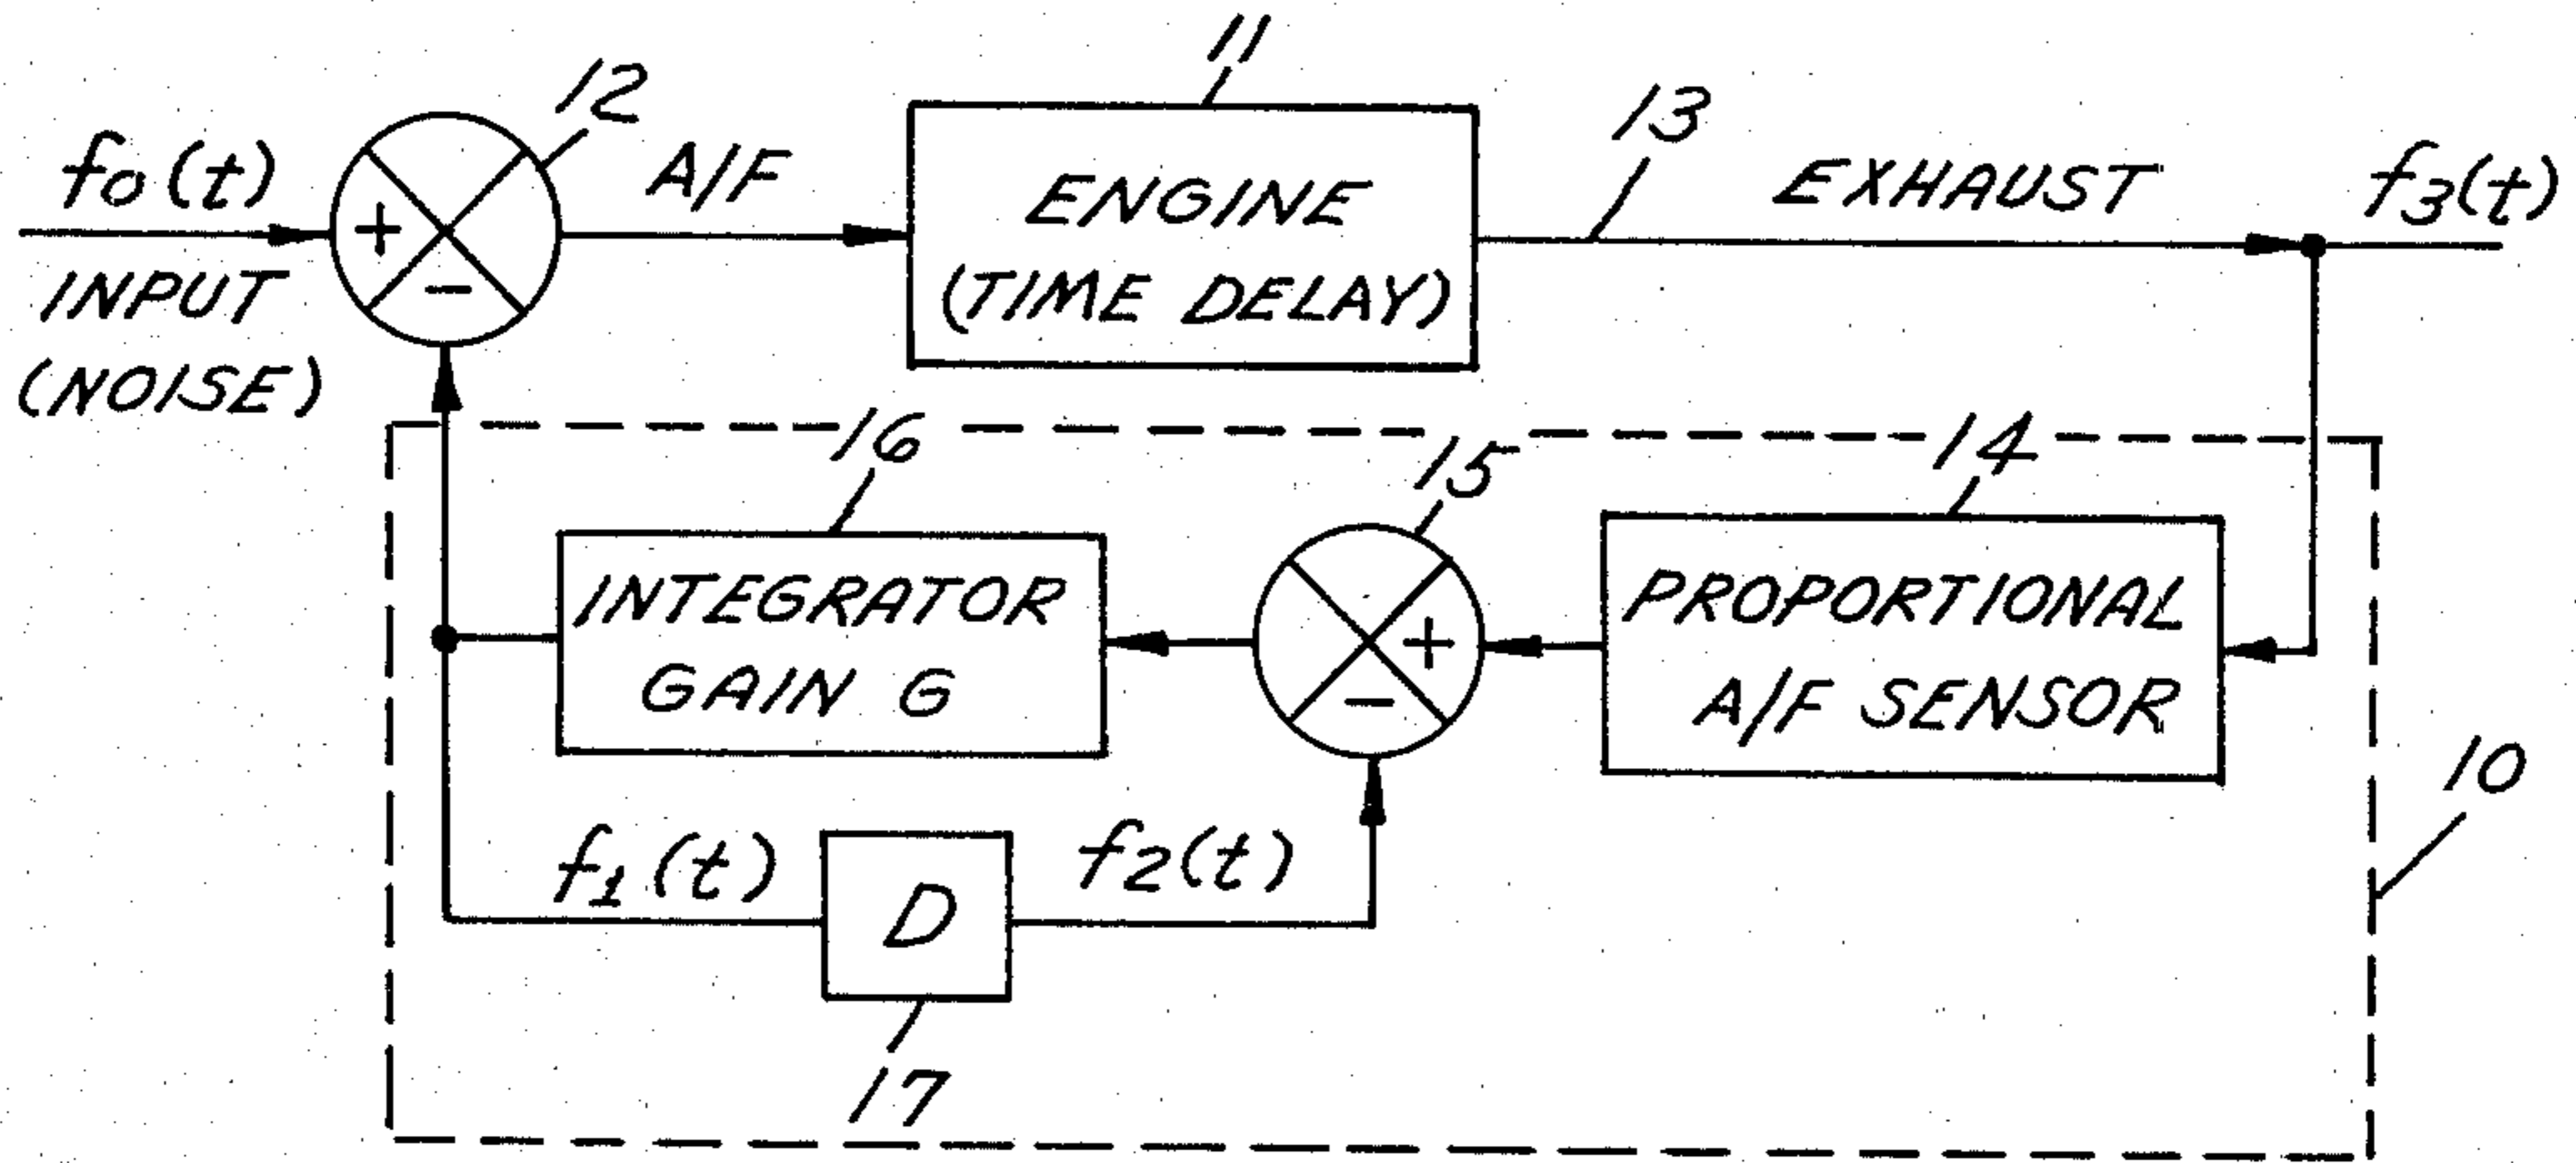 11
12
13
f0(t)
A/F
ENGINE
EXHAUST
f3(t)
+
INPUT
-
(TIME DELAY)
(NOISE)
16
15
14
INTEGRATOR
PROPORTIONAL
+
GAIN G
-
A/F SENSOR
10
f1(t)
D
f2(t)
17